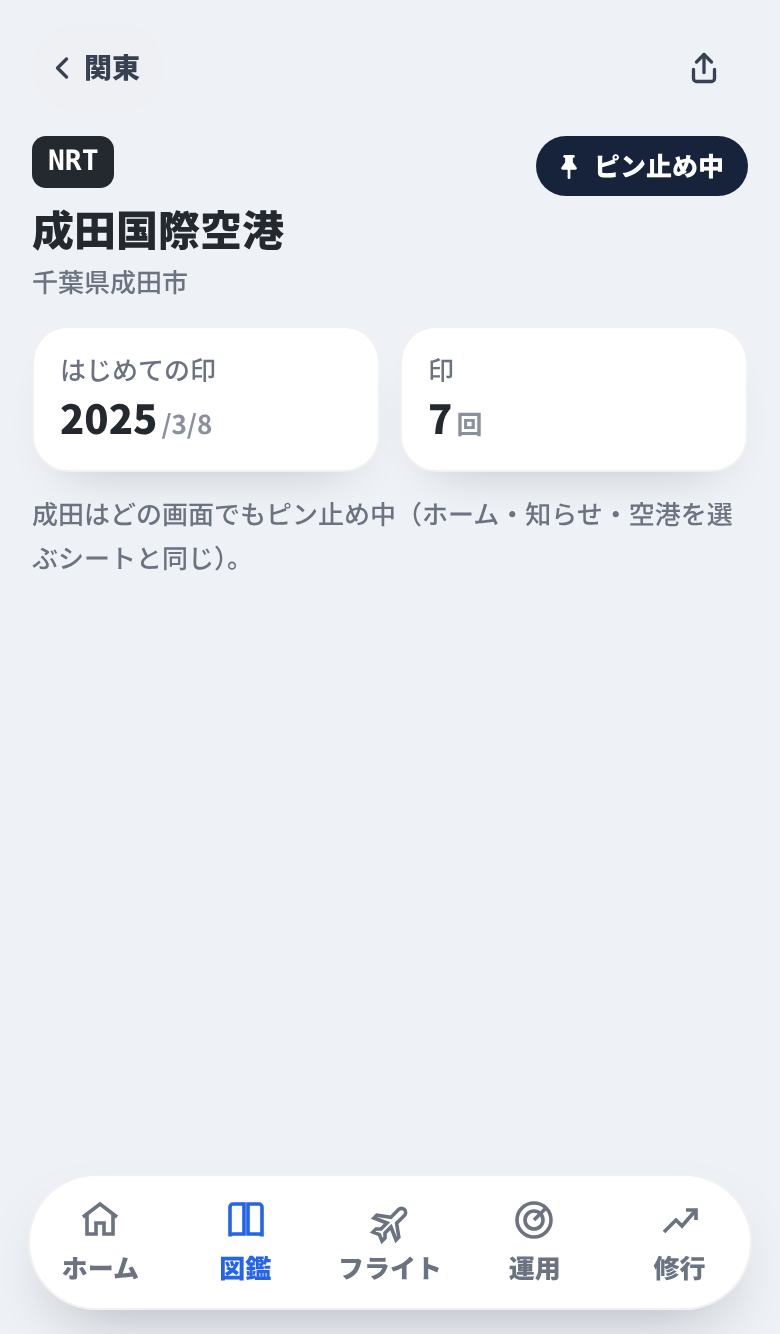 関東
NRT
ピン止め中
成田国際空港
千葉県成田市
はじめての印
2025/3/8
印
7回
成田はどの画面でもピン止め中（ホーム・知らせ・空港を選
ぶシートと同じ）。
ホーム
図鑑
フライト
運用
修行